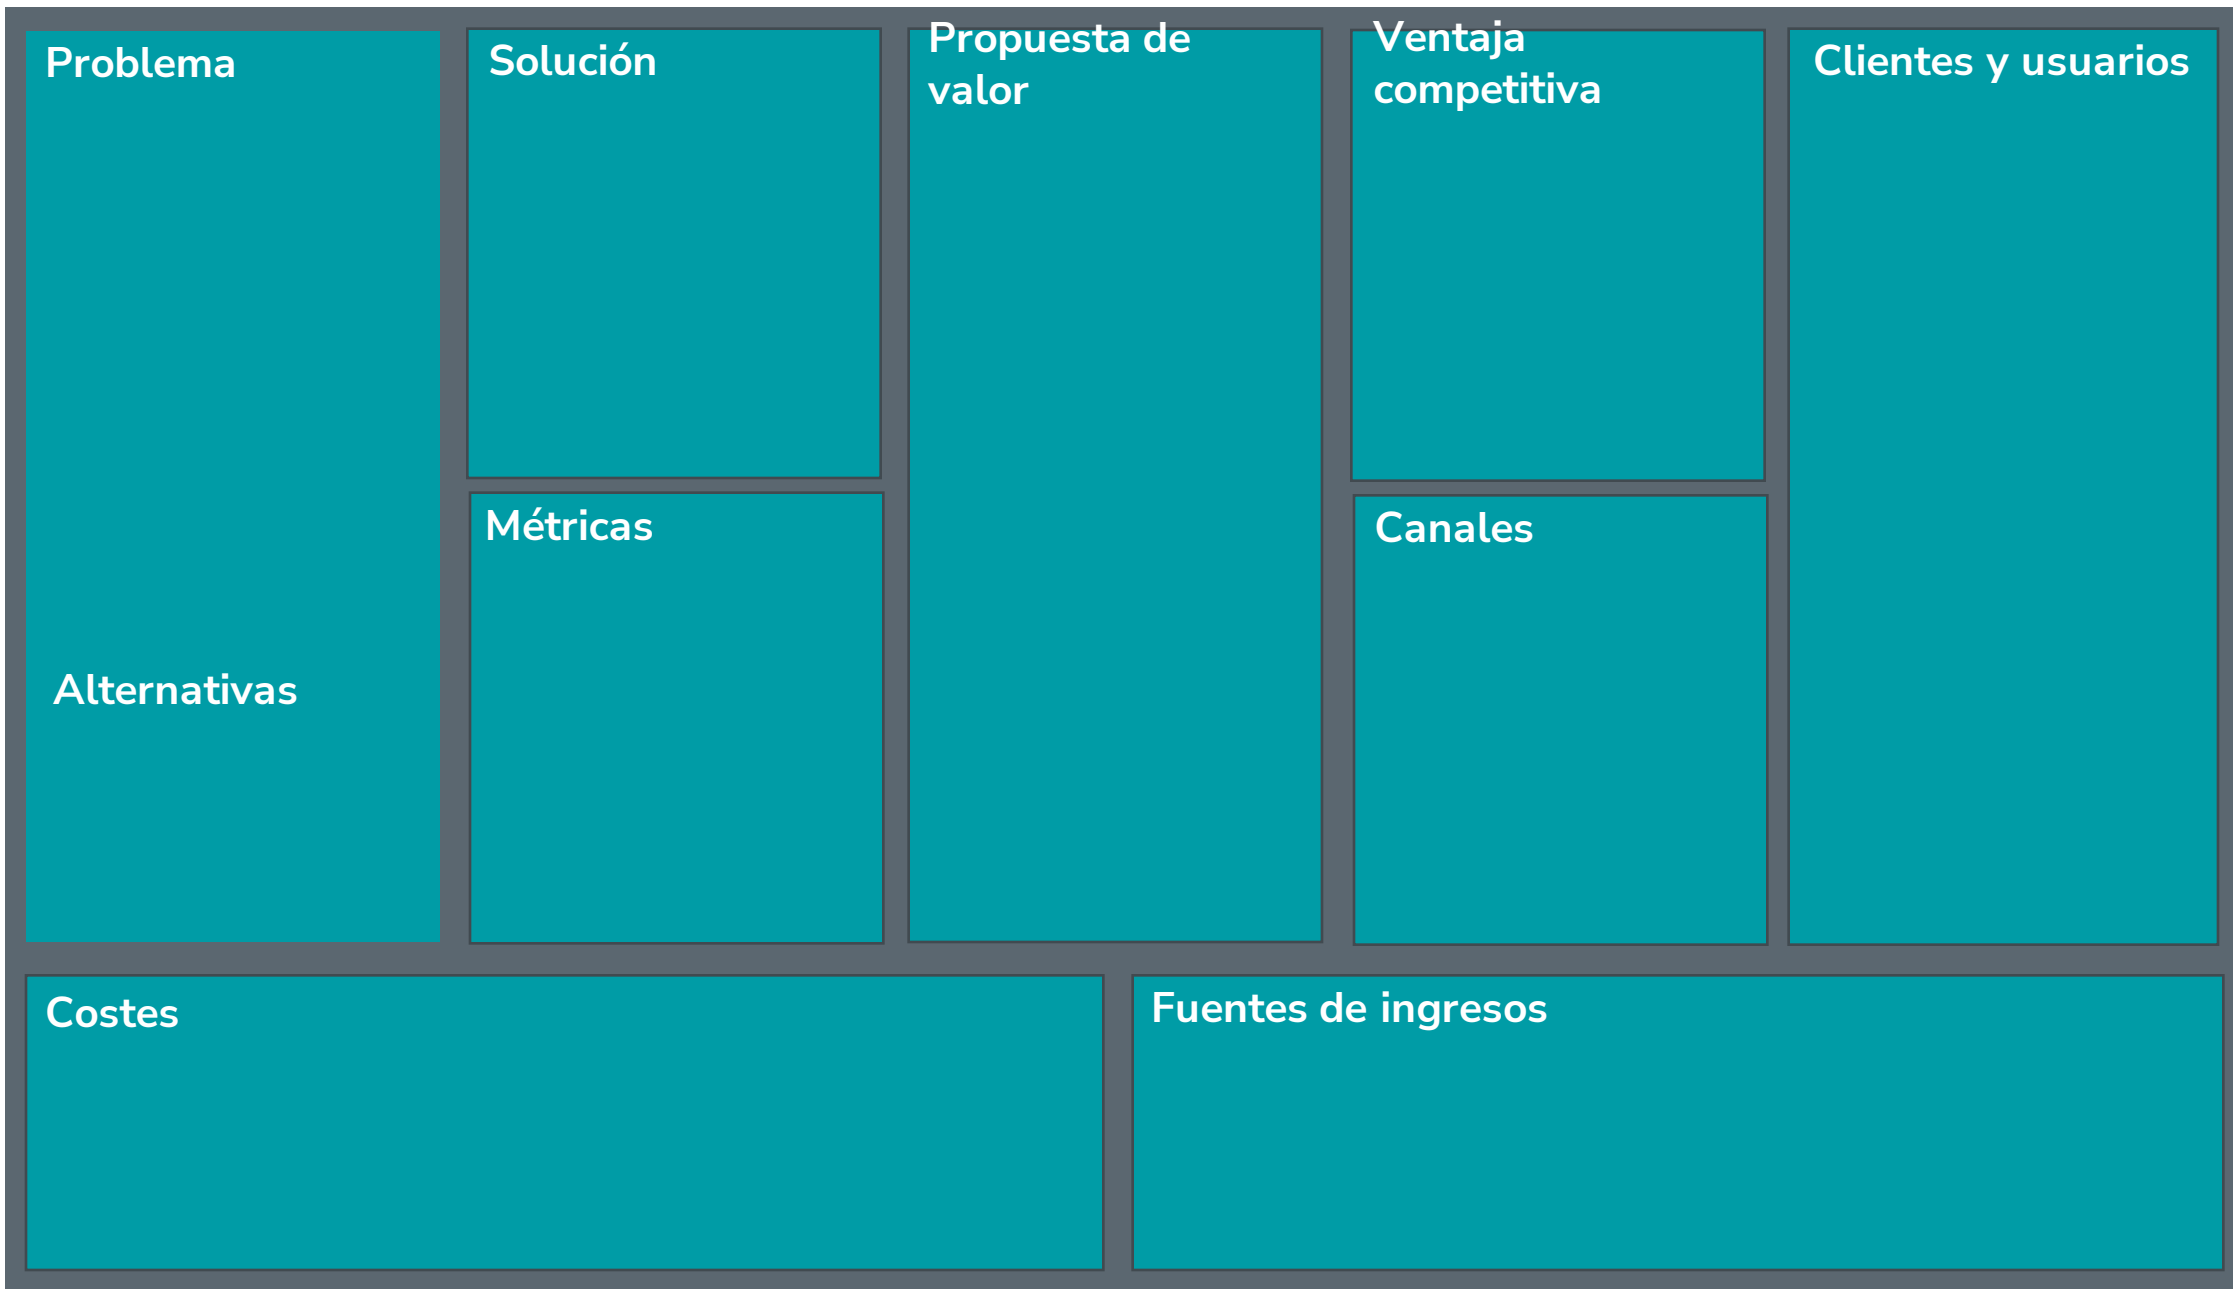 Problema
Alternativas
Solución
Métricas
Propuesta de
valor
Ventaja
competitiva
Canales
Clientes y usuarios
Costes
Fuentes de ingresos